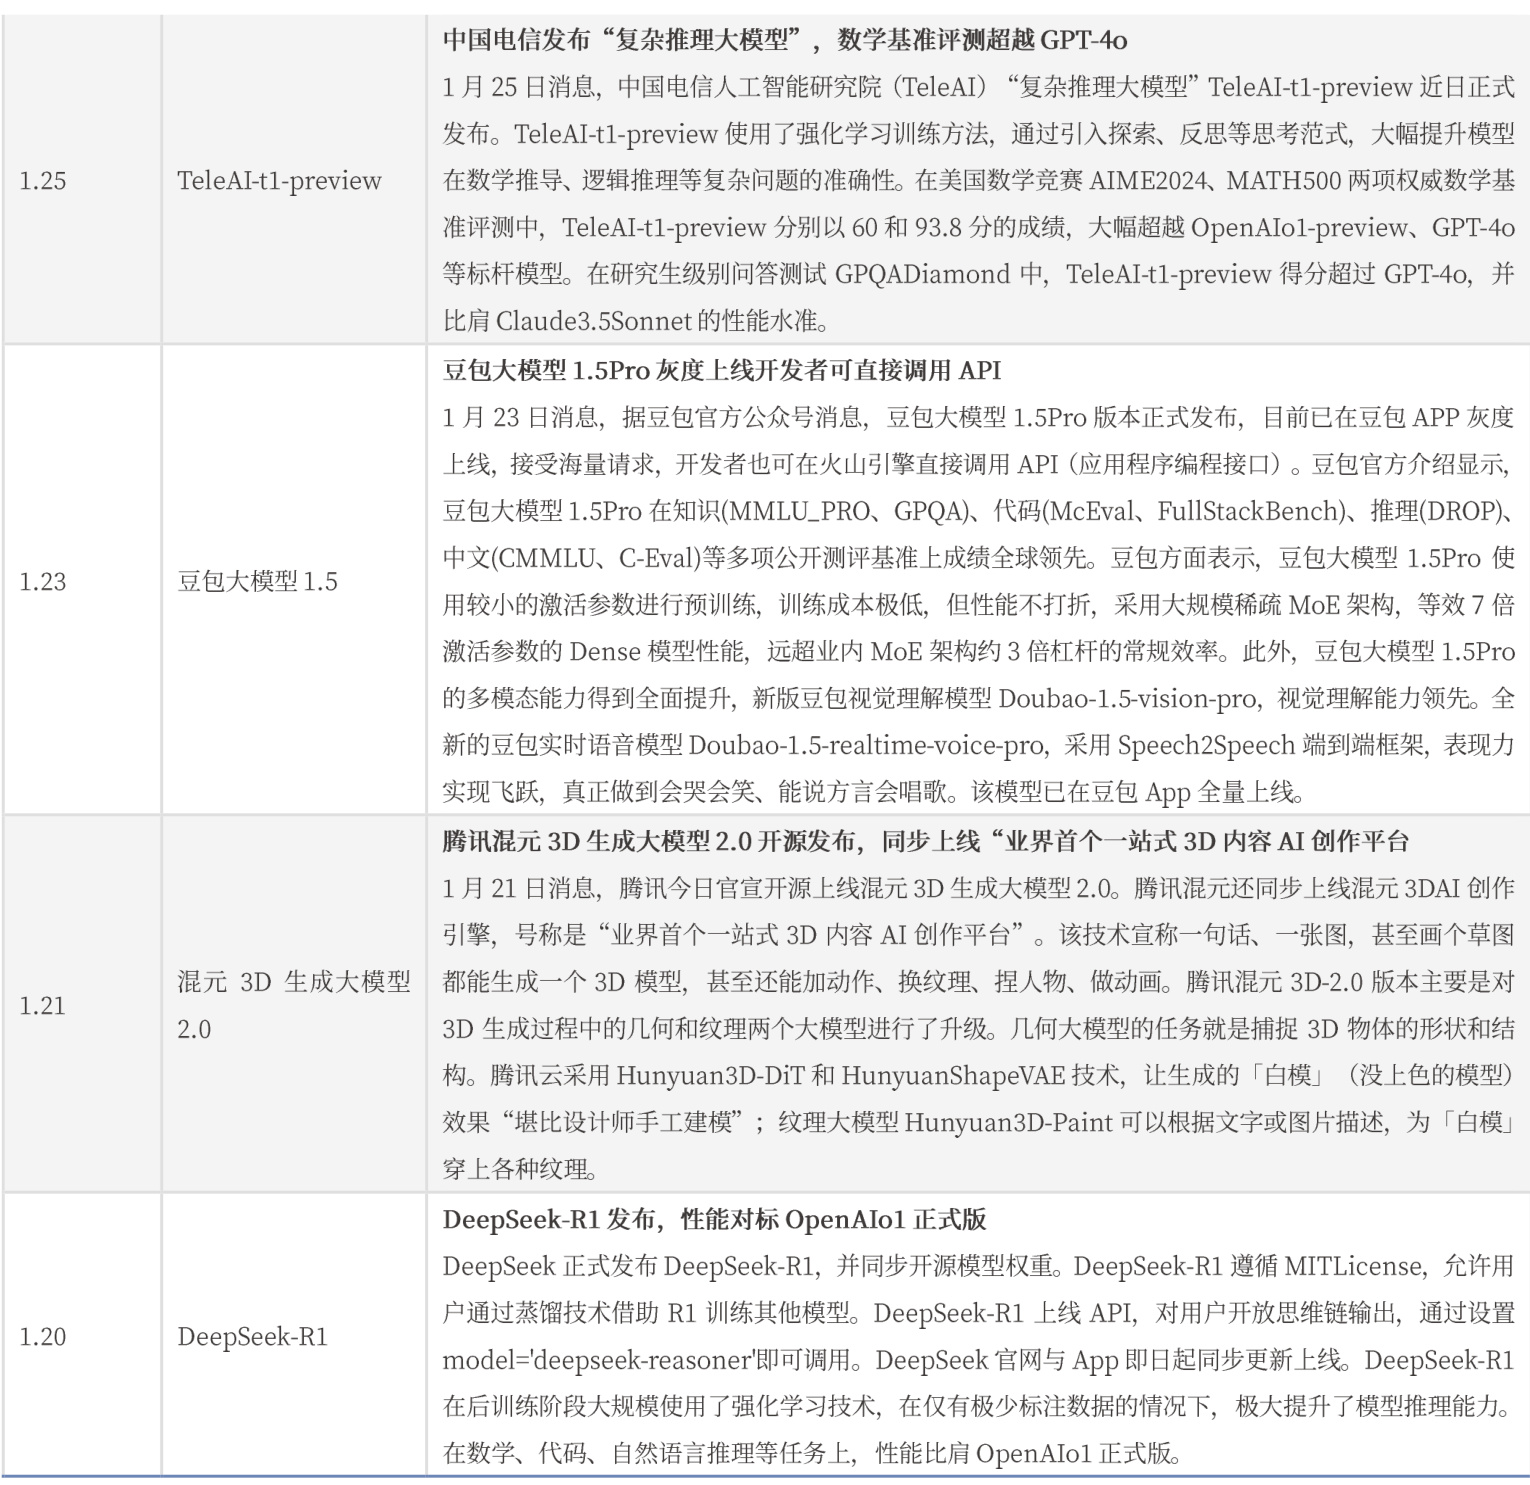 1.25
TeleAI-t1-preview
中国电信发布“复杂推理大模型”，数学基准评测超越 GPT-4o
1 月 25 日消息，中国电信人工智能研究院（TeleAI）“复杂推理大模型”TeleAI-t1-preview 近日正式
发布。TeleAI-t1-preview 使用了强化学习训练方法，通过引入探索、反思等思考范式，大幅提升模型
在数学推导、逻辑推理等复杂问题的准确性。在美国数学竞赛 AIME2024、MATH500 两项权威数学基
准评测中，TeleAI-t1-preview 分别以 60 和 93.8 分的成绩，大幅超越 OpenAIo1-preview、GPT-4o
等标杆模型。在研究生级别问答测试 GPQADiamond 中，TeleAI-t1-preview 得分超过 GPT-4o，并
比肩 Claude3.5Sonnet 的性能水准。
1.23
豆包大模型 1.5
豆包大模型 1.5Pro 灰度上线开发者可直接调用 API
1 月 23 日消息，据豆包官方公众号消息，豆包大模型 1.5Pro 版本正式发布，目前已在豆包 APP 灰度
上线，接受海量请求，开发者也可在火山引擎直接调用 API（应用程序编程接口）。豆包官方介绍显示，
豆包大模型 1.5Pro 在知识(MMLU_PRO、GPQA)、代码(McEval、FullStackBench)、推理(DROP)、
中文(CMMLU、C-Eval)等多项公开测评基准上成绩全球领先。豆包方面表示，豆包大模型 1.5Pro 使
用较小的激活参数进行预训练，训练成本极低，但性能不打折，采用大规模稀疏 MoE 架构，等效 7 倍
激活参数的 Dense 模型性能，远超业内 MoE 架构约 3 倍杠杆的常规效率。此外，豆包大模型 1.5Pro
的多模态能力得到全面提升，新版豆包视觉理解模型 Doubao-1.5-vision-pro，视觉理解能力领先。全
新的豆包实时语音模型 Doubao-1.5-realtime-voice-pro，采用 Speech2Speech 端到端框架，表现力
实现飞跃，真正做到会哭会笑、能说方言会唱歌。该模型已在豆包 App 全量上线。
1.21
混元 3D 生成大模型
2.0
腾讯混元 3D 生成大模型 2.0 开源发布，同步上线“业界首个一站式 3D 内容 AI 创作平台
1 月 21 日消息，腾讯今日官宣开源上线混元 3D 生成大模型 2.0。腾讯混元还同步上线混元 3DAI 创作
引擎，号称是“业界首个一站式 3D 内容 AI 创作平台”。该技术宣称一句话、一张图，甚至画个草图
都能生成一个 3D 模型，甚至还能加动作、换纹理、捏人物、做动画。腾讯混元 3D-2.0 版本主要是对
3D 生成过程中的几何和纹理两个大模型进行了升级。几何大模型的任务就是捕捉 3D 物体的形状和结
构。腾讯云采用 Hunyuan3D-DiT 和 HunyuanShapeVAE 技术，让生成的「白模」（没上色的模型）
效果“堪比设计师手工建模”；纹理大模型 Hunyuan3D-Paint 可以根据文字或图片描述，为「白模」
穿上各种纹理。
1.20
DeepSeek-R1
DeepSeek-R1 发布，性能对标 OpenAIo1 正式版
DeepSeek 正式发布 DeepSeek-R1，并同步开源模型权重。DeepSeek-R1 遵循 MITLicense，允许用
户通过蒸馏技术借助 R1 训练其他模型。DeepSeek-R1 上线 API，对用户开放思维链输出，通过设置
model='deepseek-reasoner'即可调用。DeepSeek 官网与 App 即日起同步更新上线。DeepSeek-R1
在后训练阶段大规模使用了强化学习技术，在仅有极少标注数据的情况下，极大提升了模型推理能力。
在数学、代码、自然语言推理等任务上，性能比肩 OpenAIo1 正式版。